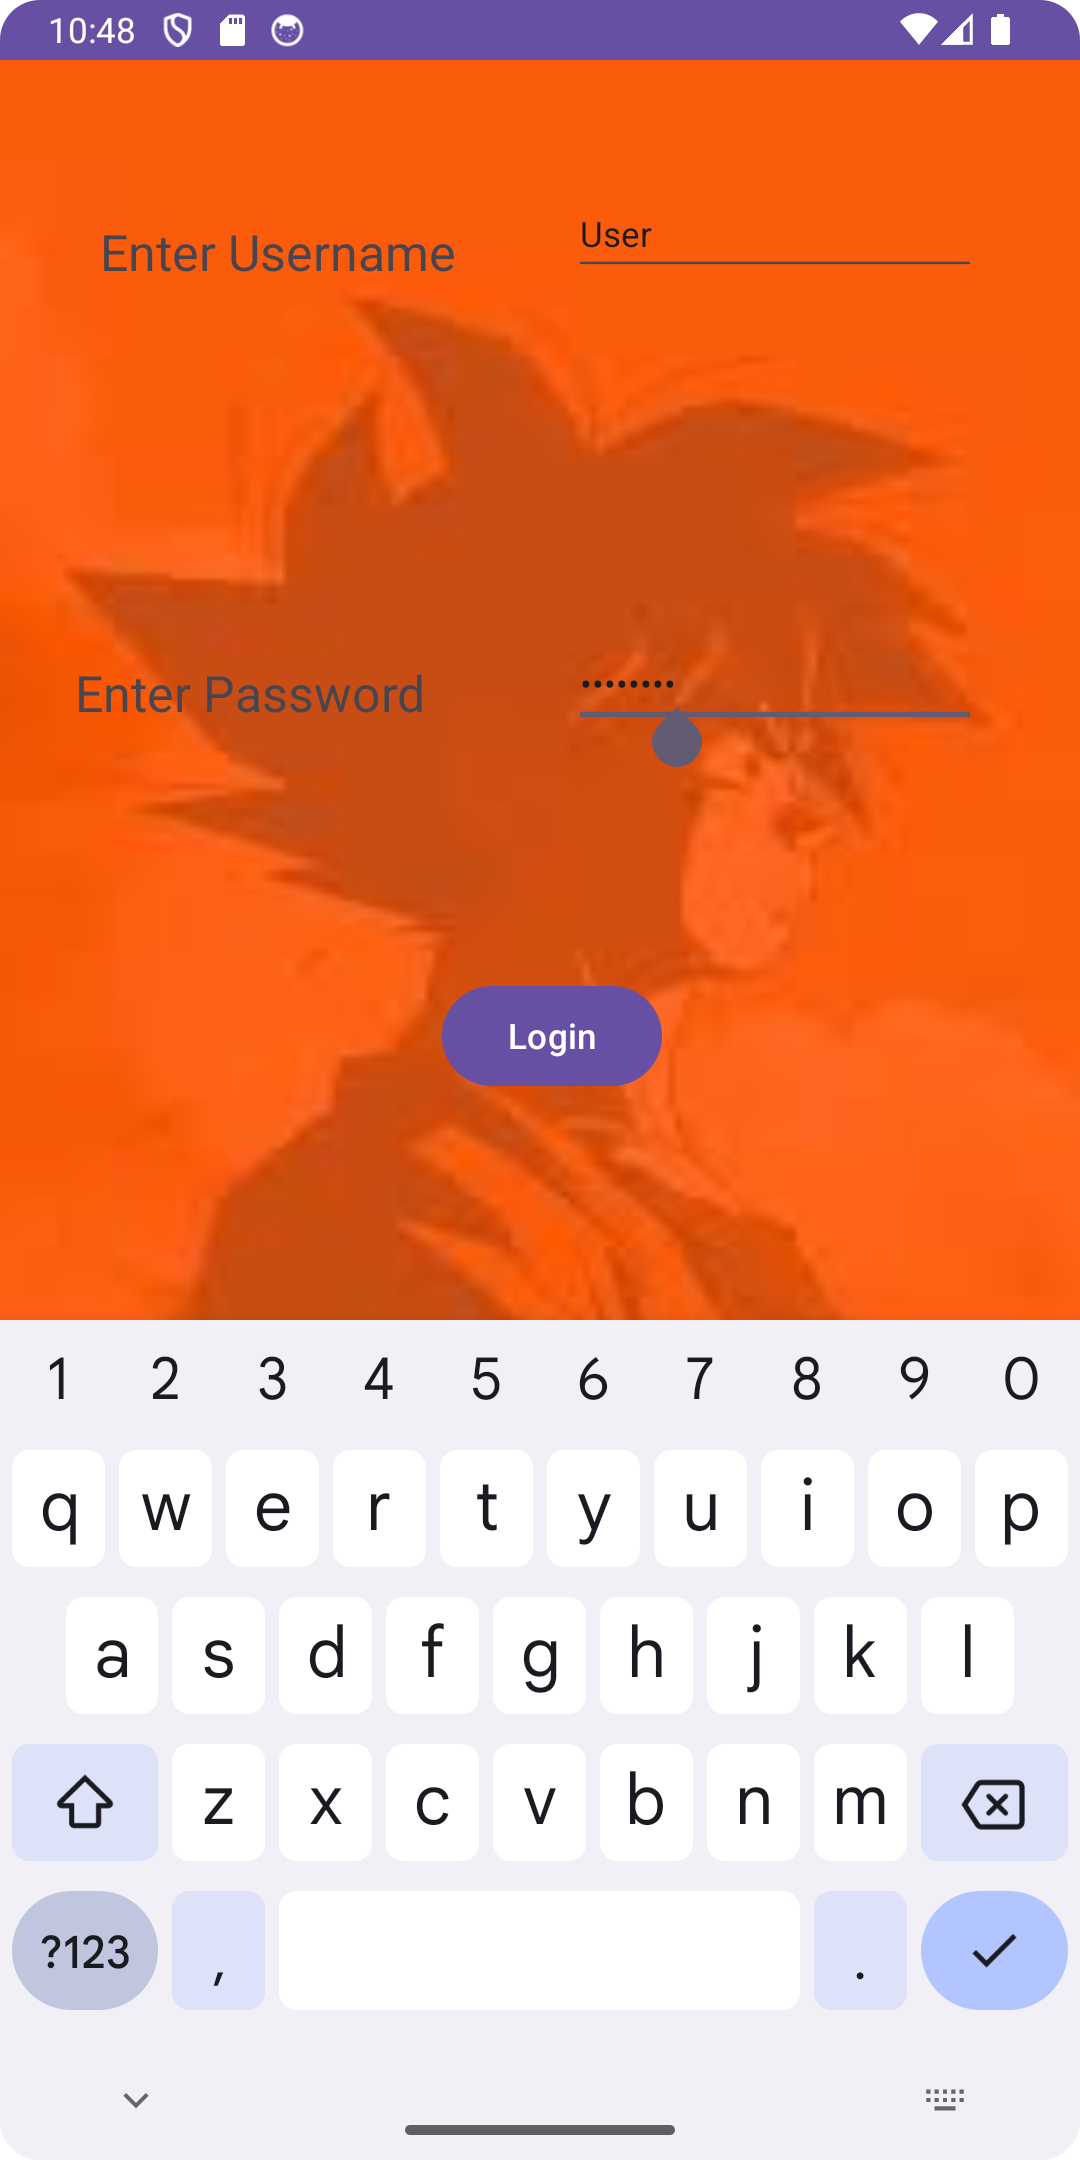 10:48
Enter Username
User
Enter Password
••••••••
Login
1 2 3 4 5 6 7 8 9 0
q w e r t y u i o p
a s d f g h j k l
z x c v b n m
?123 , .